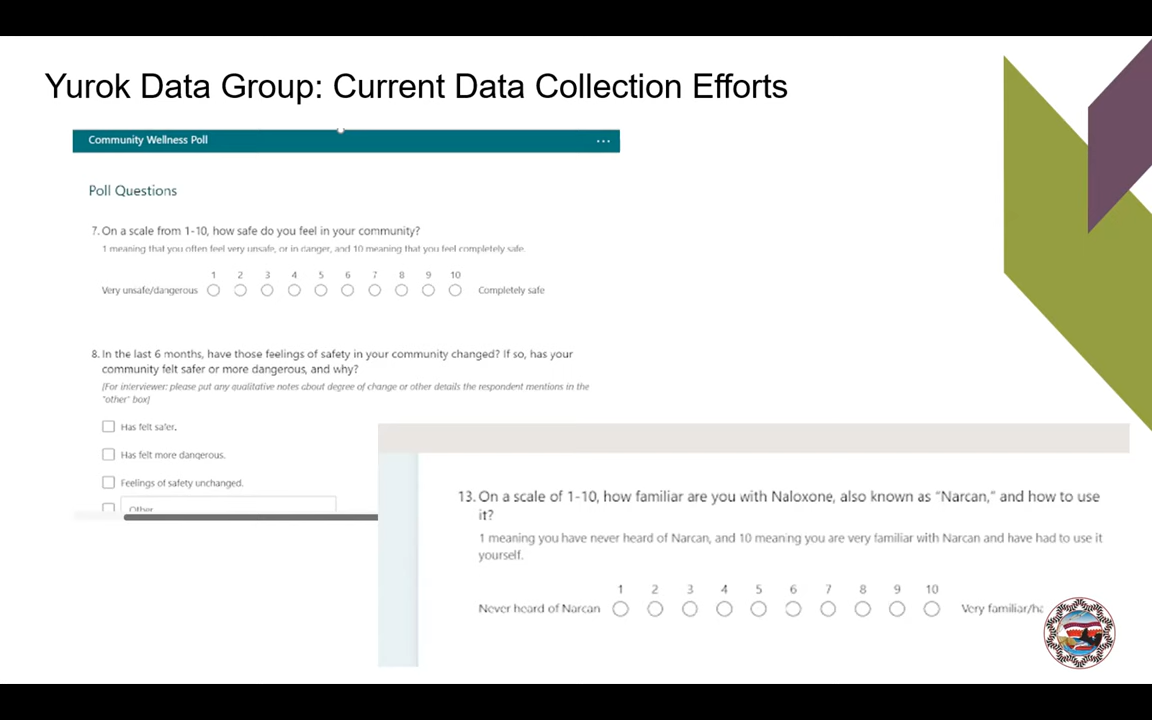 Yurok Data Group: Current Data Collection Efforts
Community Wellness Poll
...
Poll Questions
7. On a scale from 1-10, how safe do you feel in your community?
1 meaning that you often feel very unsafe, or in danger, and 10 meaning that you feel completely safe.
1 2 3 4 5 6 7 8 9 10
Very unsafe/dangerous Completely safe
8. In the last 6 months, have those feelings of safety in your community changed? If so, has your
community felt safer or more dangerous, and why?
[For interviewer: please put any qualitative notes about degree of change or other details the respondent mentions in the
"other" box]
Has felt safer.
Has felt more dangerous.
Feelings of safety unchanged.
Other
13. On a scale of 1-10, how familiar are you with Naloxone, also known as “Narcan,” and how to use
it?
1 meaning you have never heard of Narcan, and 10 meaning you are very familiar with Narcan and have had to use it
yourself.
1 2 3 4 5 6 7 8 9 10
Never heard of Narcan Very familiar/ha